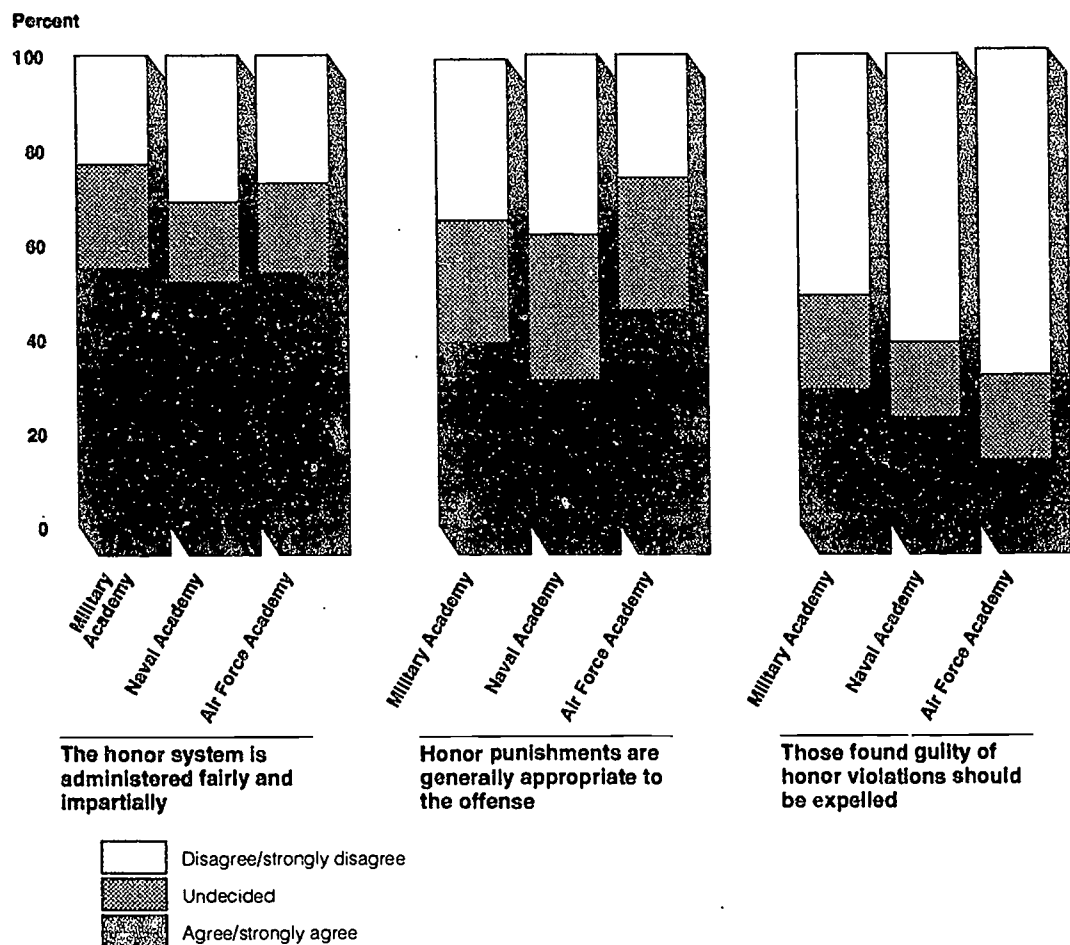 Percent
100
80
60
40
20
0
Military
Academy
Naval Academy
Air Force Academy
Military Academy
Naval Academy
Air Force Academy
Military Academy
Naval Academy
Air Force Academy
The honor system is
administered fairly and
impartially
Honor punishments are
generally appropriate to
the offense
Those found guilty of
honor violations should
be expelled
Disagree/strongly disagree
Undecided
Agree/strongly agree